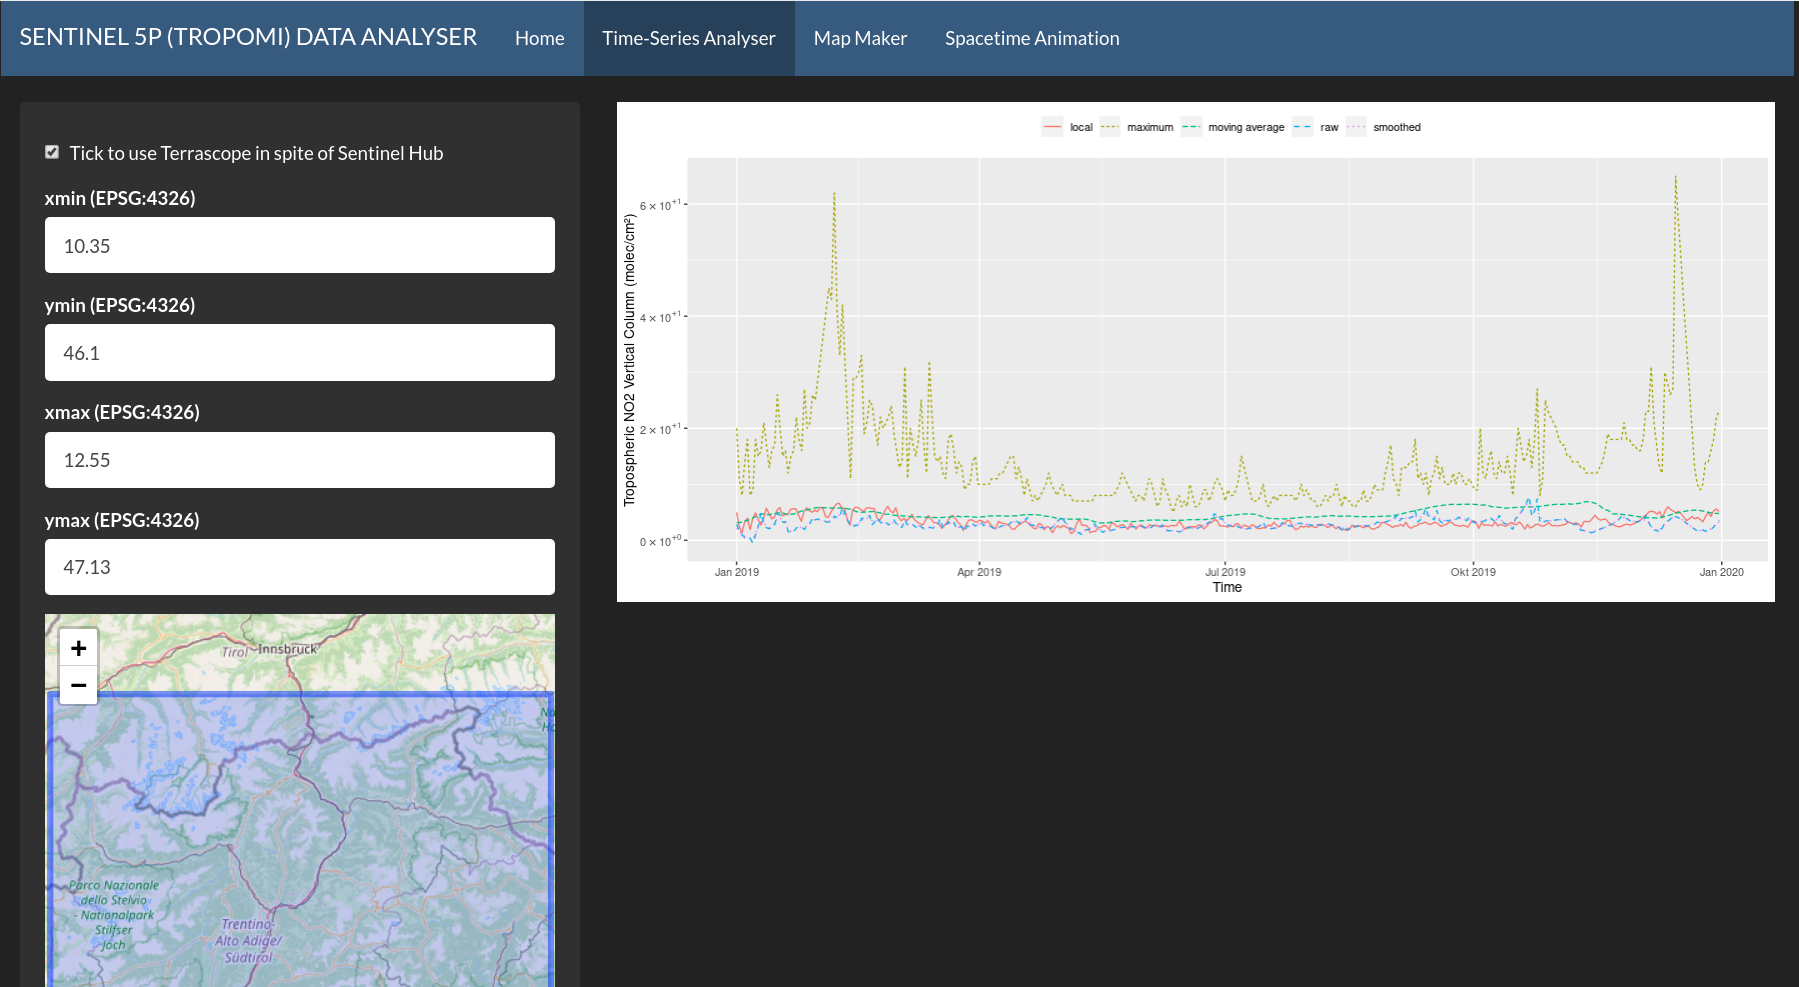 SENTINEL 5P (TROPOMI) DATA ANALYSER Home Time-Series Analyser Map Maker Spacetime Animation
Tick to use Terrascope in spite of Sentinel Hub
xmin (EPSG:4326)
10.35
ymin (EPSG:4326)
46.1
xmax (EPSG:4326)
12.55
ymax (EPSG:4326)
47.13
+
−
Tirol
Innsbruck
Na
Ho
Parco Nazionale
dello Stelvio
- Nationalpark
Stilfser
Joch
Trentino-
Alto Adige/
Südtirol
local maximum moving average raw smoothed
Tropospheric NO2 Vertical Column (molec/cm²)
6 × 10⁺¹
4 × 10⁺¹
2 × 10⁺¹
0 × 10⁺⁰
Jan 2019 Apr 2019 Jul 2019 Okt 2019 Jan 2020
Time